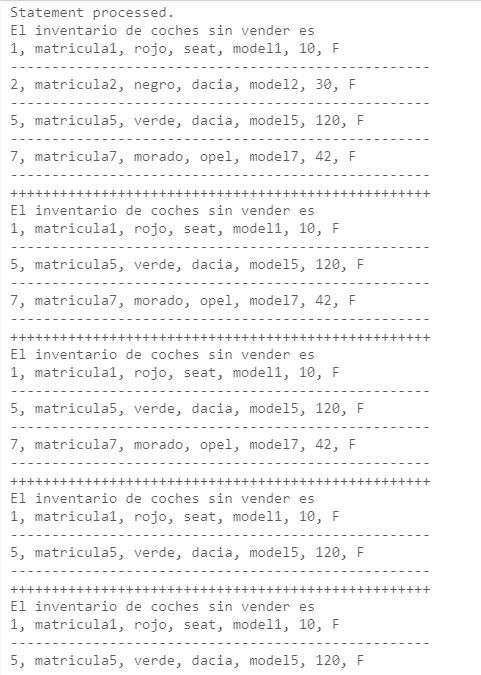 Statement processed.
El inventario de coches sin vender es
1, matricula1, rojo, seat, model1, 10, F
---------------------------------------------------
2, matricula2, negro, dacia, model2, 30, F
---------------------------------------------------
5, matricula5, verde, dacia, model5, 120, F
---------------------------------------------------
7, matricula7, morado, opel, model7, 42, F
---------------------------------------------------
+++++++++++++++++++++++++++++++++++++++++++++++++++
El inventario de coches sin vender es
1, matricula1, rojo, seat, model1, 10, F
---------------------------------------------------
5, matricula5, verde, dacia, model5, 120, F
---------------------------------------------------
7, matricula7, morado, opel, model7, 42, F
---------------------------------------------------
+++++++++++++++++++++++++++++++++++++++++++++++++++
El inventario de coches sin vender es
1, matricula1, rojo, seat, model1, 10, F
---------------------------------------------------
5, matricula5, verde, dacia, model5, 120, F
---------------------------------------------------
7, matricula7, morado, opel, model7, 42, F
---------------------------------------------------
+++++++++++++++++++++++++++++++++++++++++++++++++++
El inventario de coches sin vender es
1, matricula1, rojo, seat, model1, 10, F
---------------------------------------------------
5, matricula5, verde, dacia, model5, 120, F
---------------------------------------------------
+++++++++++++++++++++++++++++++++++++++++++++++++++
El inventario de coches sin vender es
1, matricula1, rojo, seat, model1, 10, F
---------------------------------------------------
5, matricula5, verde, dacia, model5, 120, F